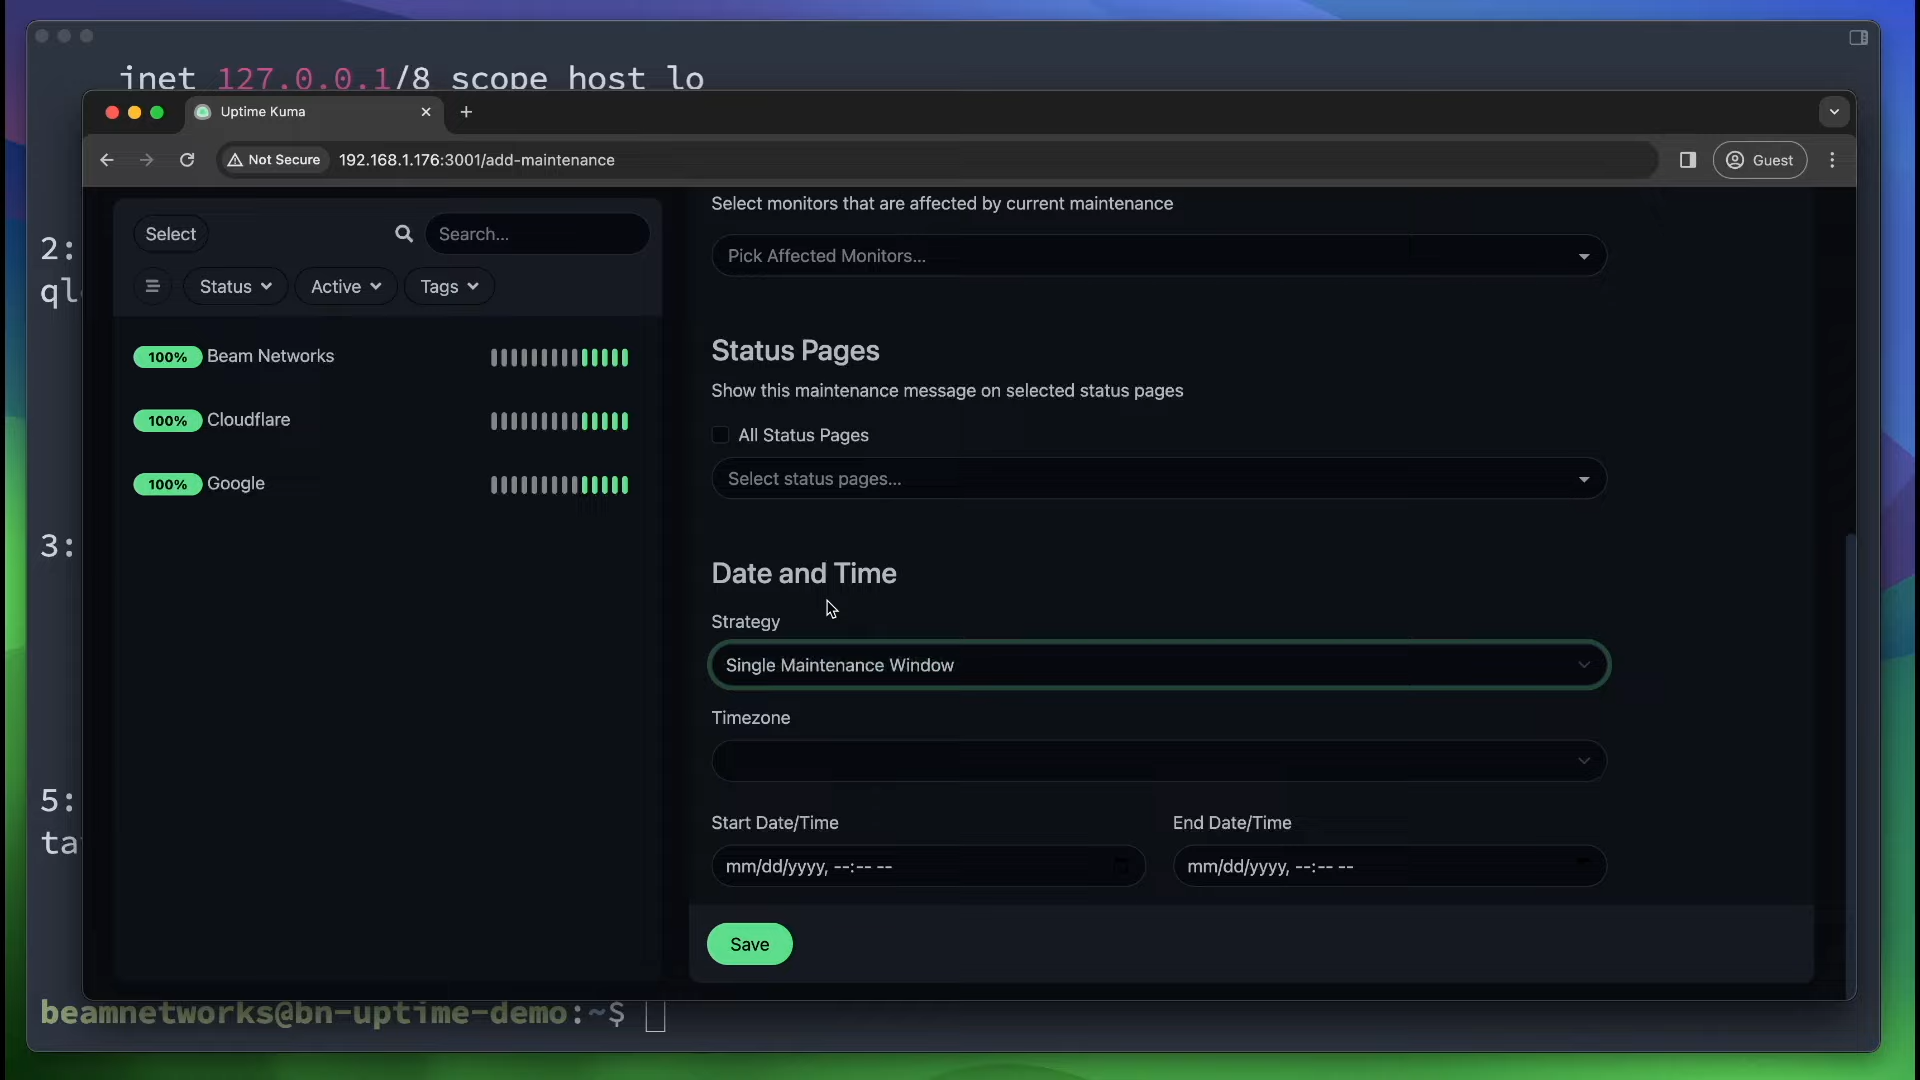 inet 127.0.0.1/8 scope host lo
Uptime Kuma
Not Secure
192.168.1.176:3001/add-maintenance
Guest
2:
3:
5:
Select
Search...
Status
Active
Tags
100% Beam Networks
100% Cloudflare
100% Google
Select monitors that are affected by current maintenance
Pick Affected Monitors...
Status Pages
Show this maintenance message on selected status pages
All Status Pages
Select status pages...
Date and Time
Strategy
Single Maintenance Window
Timezone
Start Date/Time
End Date/Time
mm/dd/yyyy, --:-- --
mm/dd/yyyy, --:-- --
Save
beamnetworks@bn-uptime-demo:~$